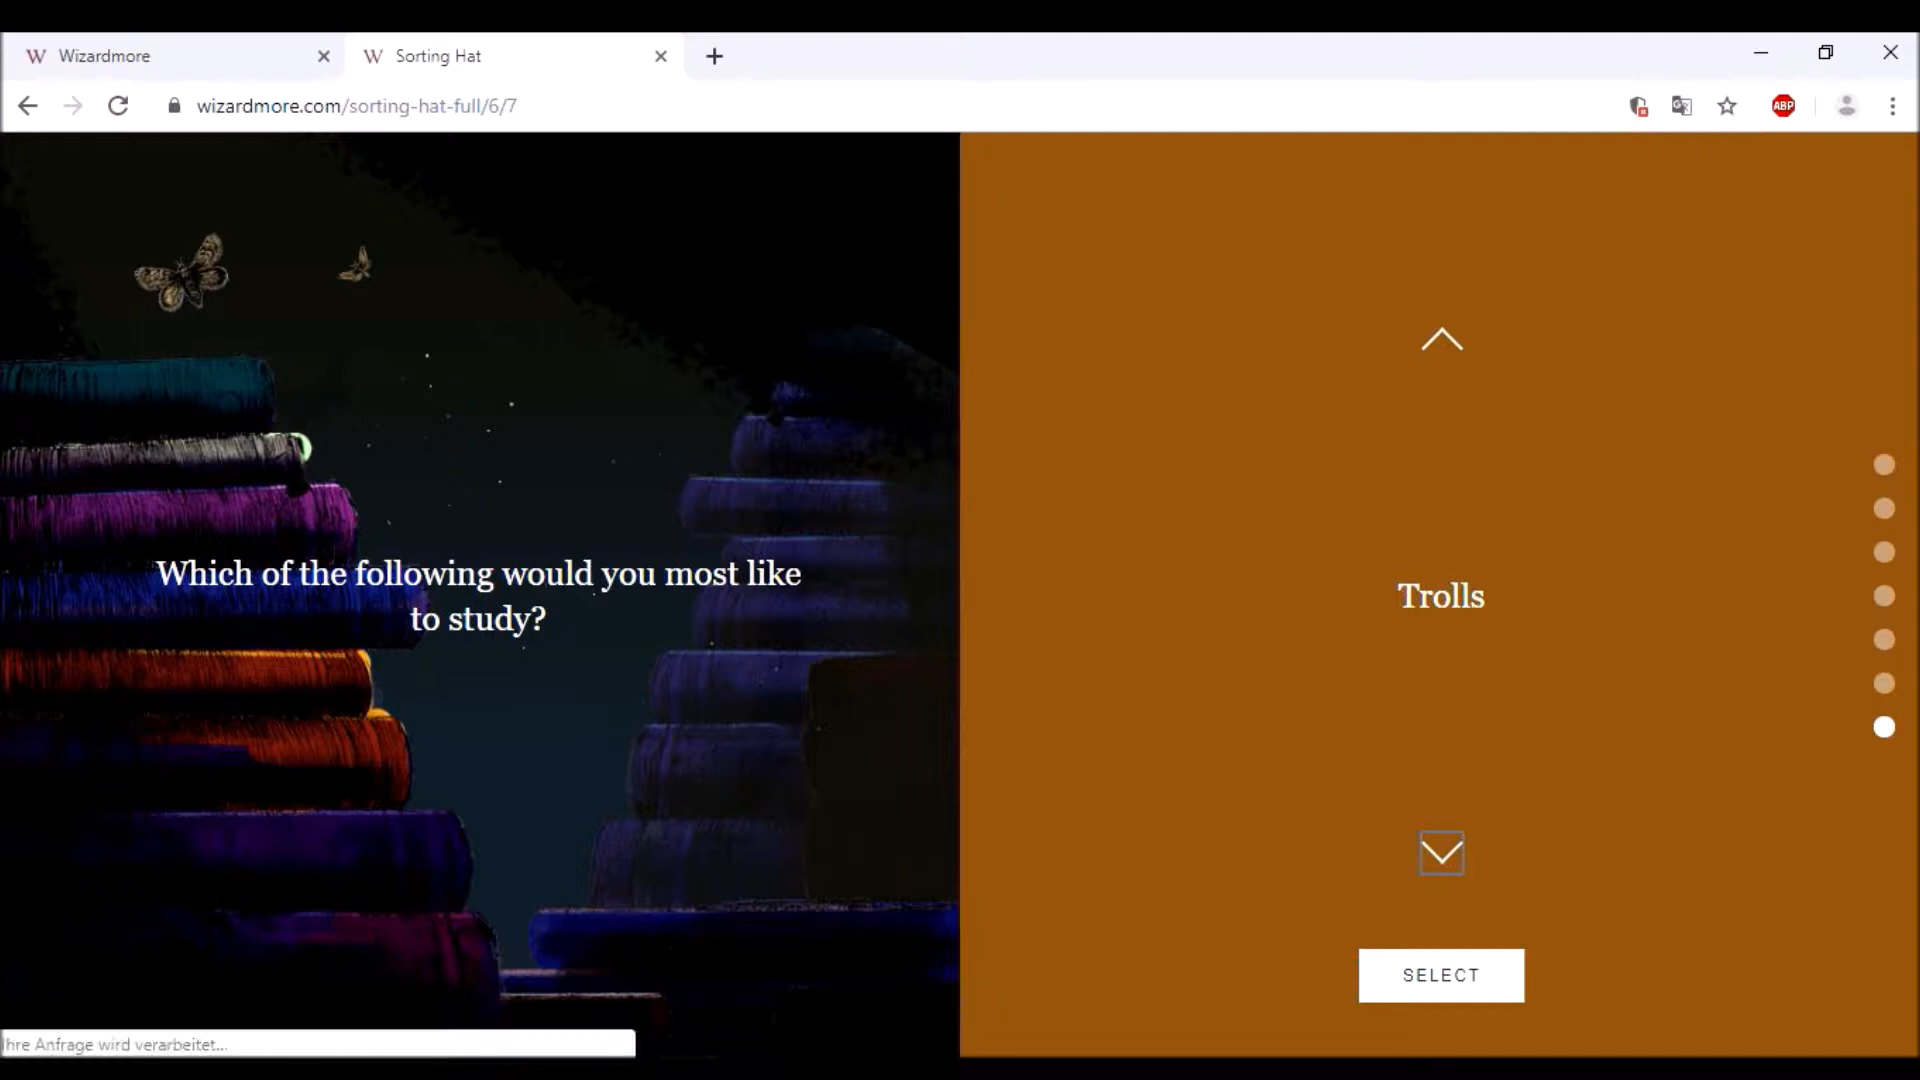 Wizardmore
Sorting Hat
wizardmore.com/sorting-hat-full/6/7
ABP
Which of the following would you most like
to study?
Trolls
SELECT
Ihre Anfrage wird verarbeitet...